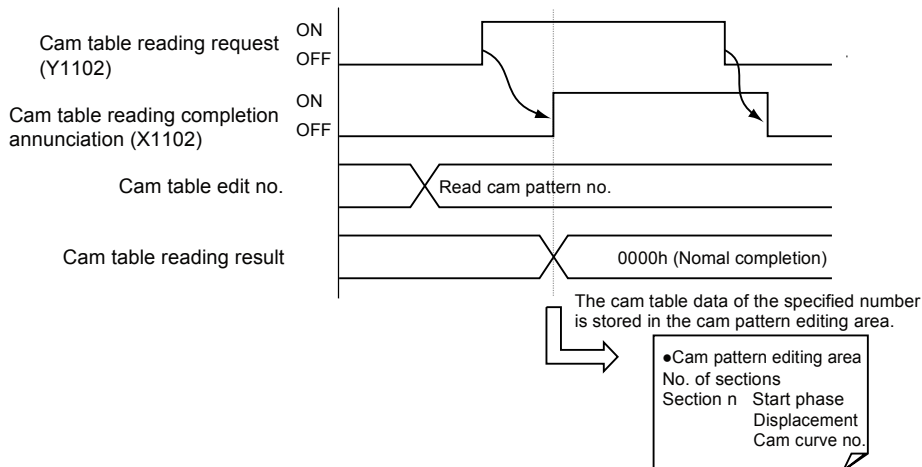 Cam table reading request
(Y1102)
ON
OFF
Cam table reading completion
annunciation (X1102)
ON
OFF
Cam table edit no.
Read cam pattern no.
Cam table reading result
0000h (Nomal completion)
The cam table data of the specified number
is stored in the cam pattern editing area.
●Cam pattern editing area
No. of sections
Section n Start phase
Displacement
Cam curve no.